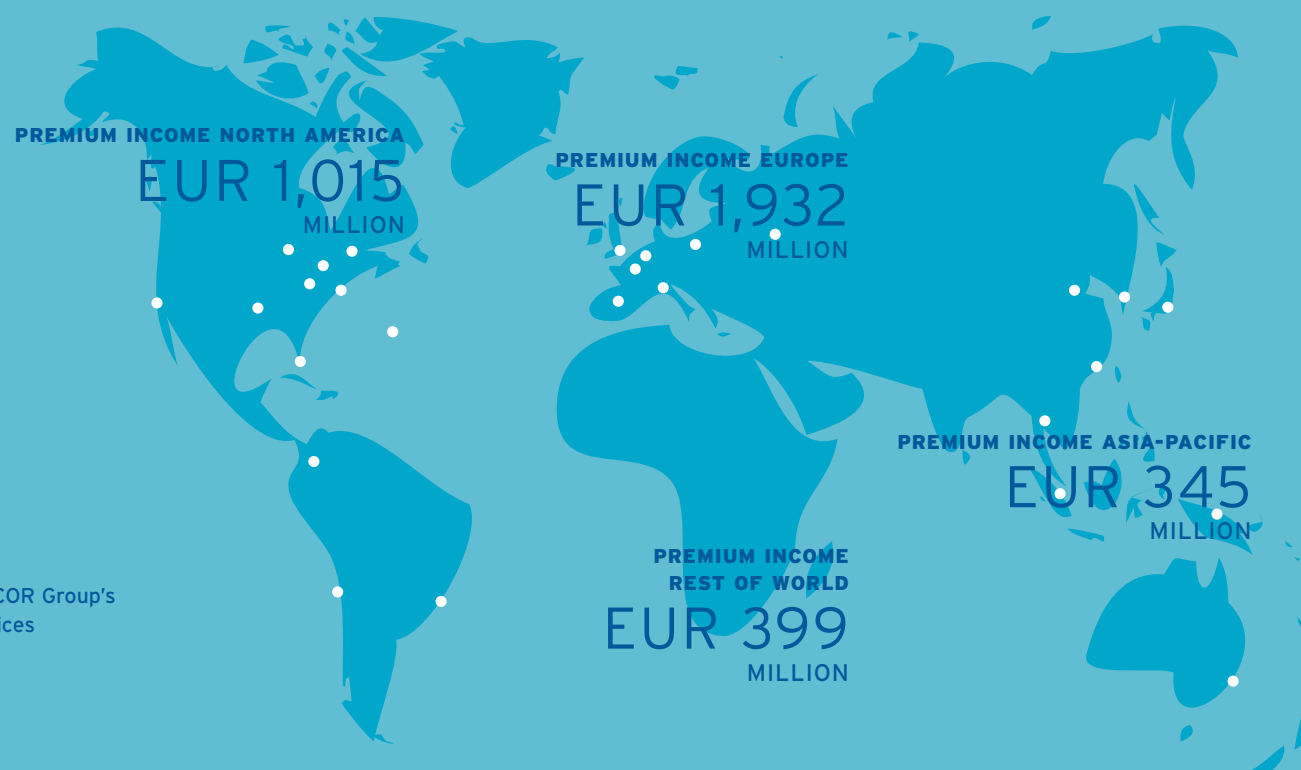 PREMIUM INCOME NORTH AMERICA
EUR 1,015
MILLION
PREMIUM INCOME EUROPE
EUR 1,932
MILLION
PREMIUM INCOME ASIA-PACIFIC
EUR 345
MILLION
PREMIUM INCOME
REST OF WORLD
EUR 399
MILLION
COR Group's
ices